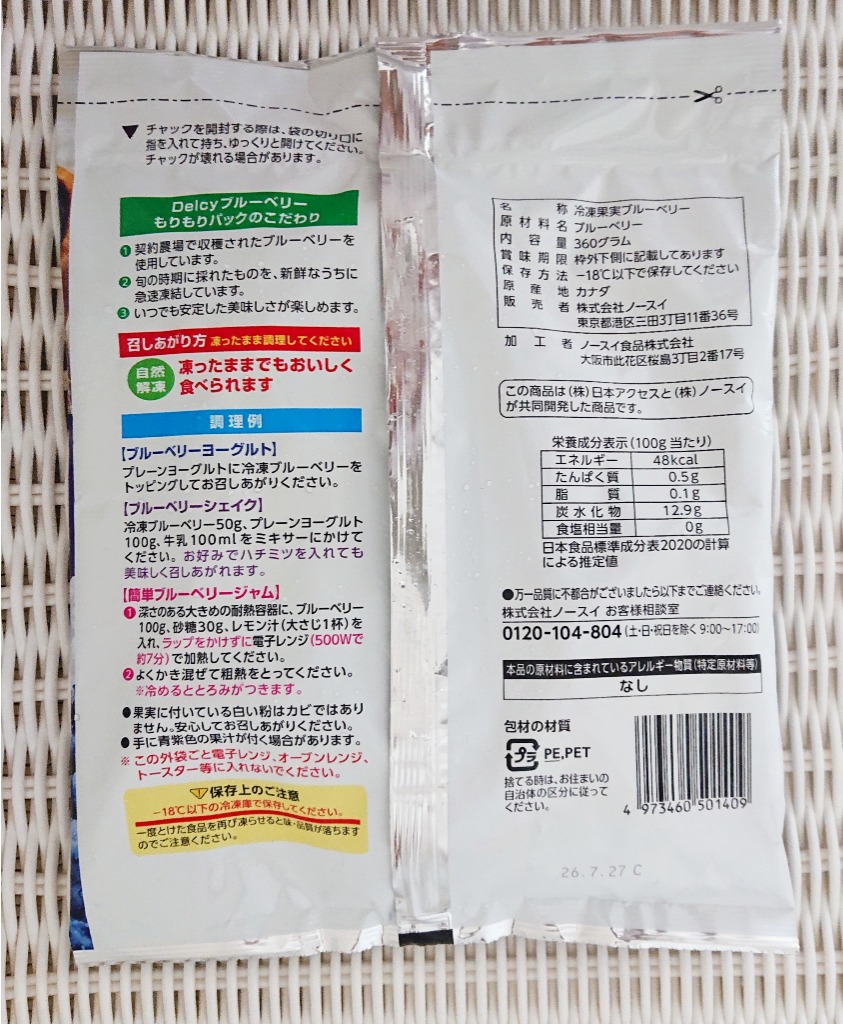 ▼ チャックを開封する際は、袋の切り口に
指を入れて持ち、ゆっくりと開けてください。
チャックが壊れる場合があります。
Delcyブルーベリー
もりもりパックのこだわり
❶ 契約農場で収穫されたブルーベリーを
使用しています。
❷ 旬の時期に採れたものを、新鮮なうちに
急速凍結しています。
❸ いつでも安定した美味しさが楽しめます。
召しあがり方 凍ったまま調理してください
自然
解凍
凍ったままでもおいしく
食べられます
調理例
【ブルーベリーヨーグルト】
プレーンヨーグルトに冷凍ブルーベリーを
トッピングしてお召しあがりください。
【ブルーベリーシェイク】
冷凍ブルーベリー50g、プレーンヨーグルト
100g、牛乳100mlをミキサーにかけて
ください。お好みでハチミツを入れても
美味しく召しあがれます。
【簡単ブルーベリージャム】
❶ 深さのある大きめの耐熱容器に、ブルーベリー
100g、砂糖30g、レモン汁(大さじ1杯)を
入れ、ラップをかけずに電子レンジ(500Wで
約7分)で加熱してください。
❷ よくかき混ぜて粗熱をとってください。
※冷めるととろみがつきます。
●果実に付いている白い粉はカビではあり
ません。安心してお召しあがりください。
●手に青紫色の果汁が付く場合があります。
※この外袋ごと電子レンジ、オーブンレンジ、
トースター等に入れないでください。
保存上のご注意
−18℃以下の冷凍庫で保存してください。
一度とけた食品を再び凍らせると味・品質が落ちます
のでご注意ください。
名称 冷凍果実ブルーベリー
原材料名 ブルーベリー
内容量 360グラム
賞味期限 枠外下側に記載してあります
保存方法 −18℃以下で保存してください
原産地 カナダ
販売者 株式会社ノースイ
東京都港区三田3丁目11番36号
加工者 ノースイ食品株式会社
大阪市此花区桜島3丁目2番17号
この商品は(株)日本アクセスと(株)ノースイ
が共同開発した商品です。
栄養成分表示(100g当たり)
エネルギー 48kcal
たんぱく質 0.5g
脂質 0.1g
炭水化物 12.9g
食塩相当量 0g
日本食品標準成分表2020の計算
による推定値
●万一品質に不都合がございましたら以下までご連絡ください。
株式会社ノースイ お客様相談室
0120-104-804 (土・日・祝日を除く 9:00〜17:00)
本品の原材料に含まれているアレルギー物質(特定原材料等)
なし
包材の材質
プラ PE,PET
捨てる時は、お住まいの
自治体の区分に従って
ください。
4 973460 501409
26.7.27 C